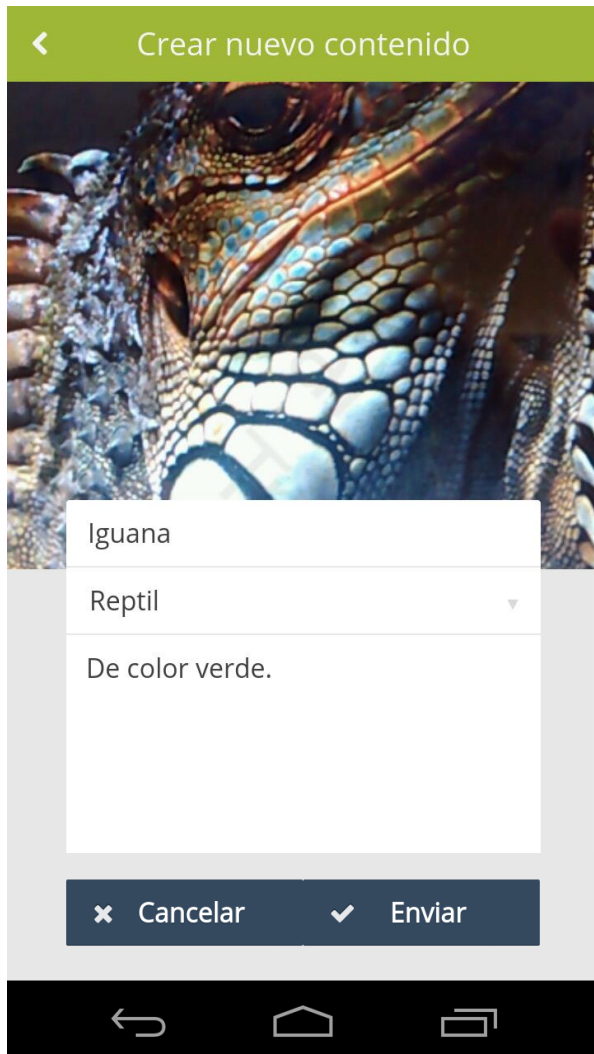 Crear nuevo contenido
Iguana
Reptil
De color verde.
Cancelar
Enviar